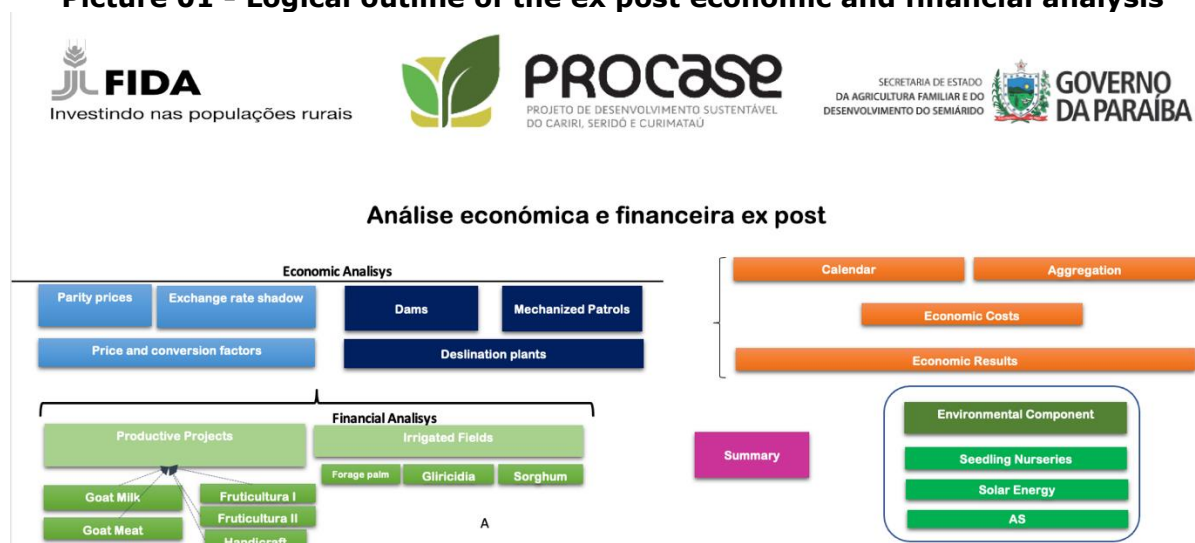 Picture 01 - Logical outline of the ex post economic and financial analysis
FIDA
Investindo nas populações rurais
PROCASE
PROJETO DE DESENVOLVIMENTO SUSTENTÁVEL
DO CARIRI, SERIDÓ E CURIMATAÚ
SECRETARIA DE ESTADO
DA AGRICULTURA FAMILIAR E DO
DESENVOLVIMENTO DO SEMIÁRIDO
GOVERNO
DA PARAÍBA
Análise económica e financeira ex post
Economic Analisys
Parity prices
Exchange rate shadow
Dams
Mechanized Patrols
Price and conversion factors
Deslination plants
Calendar
Aggregation
Economic Costs
Economic Results
Financial Analisys
Productive Projects
Irrigated Fields
Forage palm
Gliricidia
Sorghum
Goat Milk
Fruticultura I
Goat Meat
Fruticultura II
Handicraft
A
Summary
Environmental Component
Seedling Nurseries
Solar Energy
AS